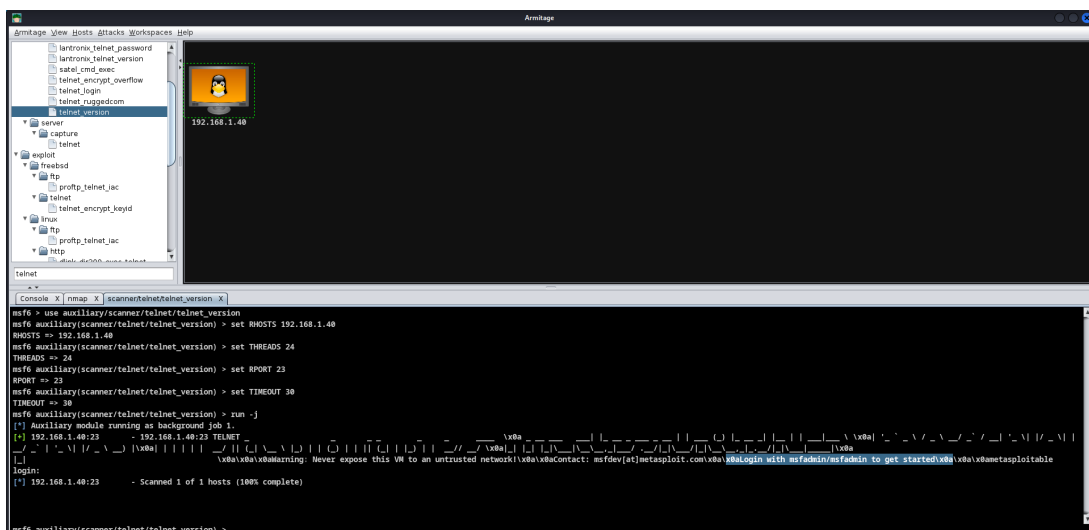 Armitage
Armitage View Hosts Attacks Workspaces Help
lantronix_telnet_password
lantronix_telnet_version
satel_cmd_exec
telnet_encrypt_overflow
telnet_login
telnet_ruggedcom
telnet_version
server
capture
telnet
exploit
freebsd
ftp
proftp_telnet_iac
telnet
telnet_encrypt_keyid
linux
ftp
proftp_telnet_iac
http
telnet
192.168.1.40
Console X nmap X scanner/telnet/telnet_version X
msf6 > use auxiliary/scanner/telnet/telnet_version
msf6 auxiliary(scanner/telnet/telnet_version) > set RHOSTS 192.168.1.40
RHOSTS => 192.168.1.40
msf6 auxiliary(scanner/telnet/telnet_version) > set THREADS 24
THREADS => 24
msf6 auxiliary(scanner/telnet/telnet_version) > set RPORT 23
RPORT => 23
msf6 auxiliary(scanner/telnet/telnet_version) > set TIMEOUT 30
TIMEOUT => 30
msf6 auxiliary(scanner/telnet/telnet_version) > run -j
[*] Auxiliary module running as background job 1.
[+] 192.168.1.40:23 - 192.168.1.40:23 TELNET
\x0a\x0a\x0aWarning: Never expose this VM to an untrusted network!\x0a\x0aContact: msfdev[at]metasploit.com\x0a\x0aLogin with msfadmin/msfadmin to get started\x0a\x0a\x0ametasploitable
login:
[*] 192.168.1.40:23 - Scanned 1 of 1 hosts (100% complete)
msf6 auxiliary(scanner/telnet/telnet_version) >